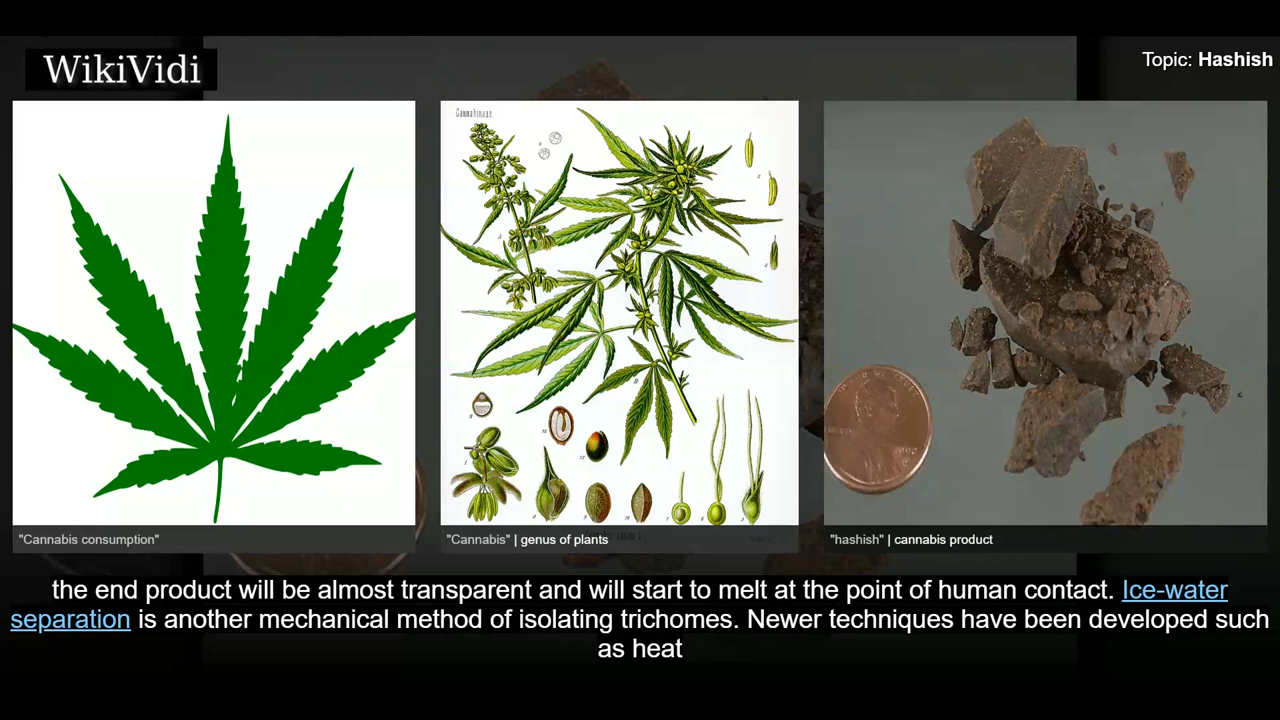 WikiVidi
Topic: Hashish
Cannabinaae.
"Cannabis consumption"
"Cannabis" | genus of plants
"hashish" | cannabis product
the end product will be almost transparent and will start to melt at the point of human contact. Ice-water
separation is another mechanical method of isolating trichomes. Newer techniques have been developed such
as heat